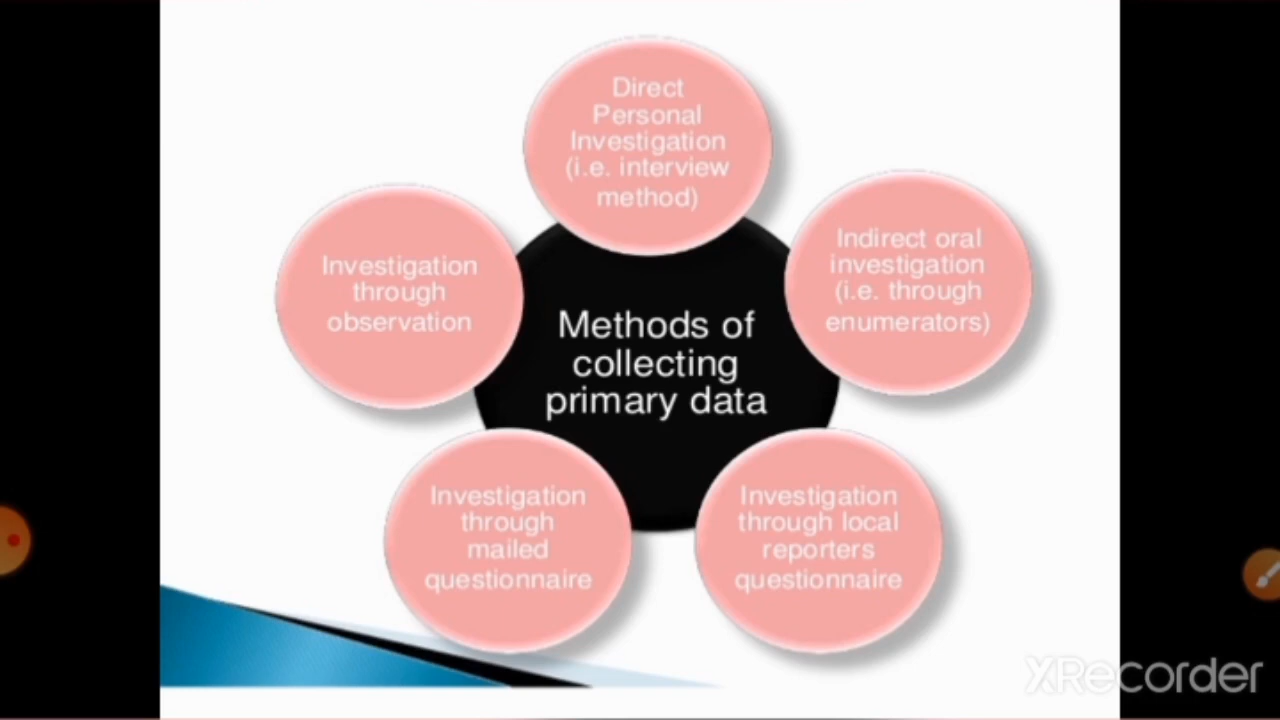 Direct
Personal
Investigation
(i.e. interview
method)
Indirect oral
investigation
(i.e. through
enumerators)
Investigation
through
observation
Methods of
collecting
primary data
Investigation
through
mailed
questionnaire
Investigation
through local
reporters
questionnaire
XRecorder